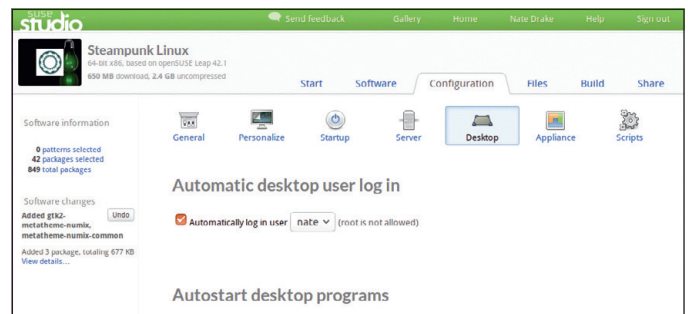 suse
studio
Send feedback Gallery Home Nate Drake Help Sign out
Steampunk Linux
64-bit x86, based on openSUSE Leap 42.1
650 MB download, 2.4 GB uncompressed
Start Software Configuration Files Build Share
Software information
0 patterns selected
42 packages selected
849 total packages
Software changes
Added gtk2- Undo
metatheme-numix,
metatheme-numix-common
Added 3 package, totaling 677 KB
View details...
General Personalize Startup Server Desktop Appliance Scripts
Automatic desktop user log in
Automatically log in user nate (root is not allowed)
Autostart desktop programs